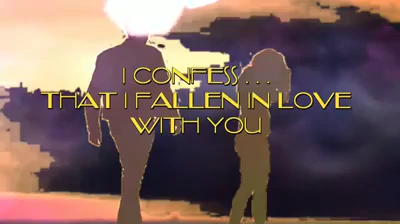 I CONFESS . . .
THAT I FALLEN IN LOVE
WITH YOU